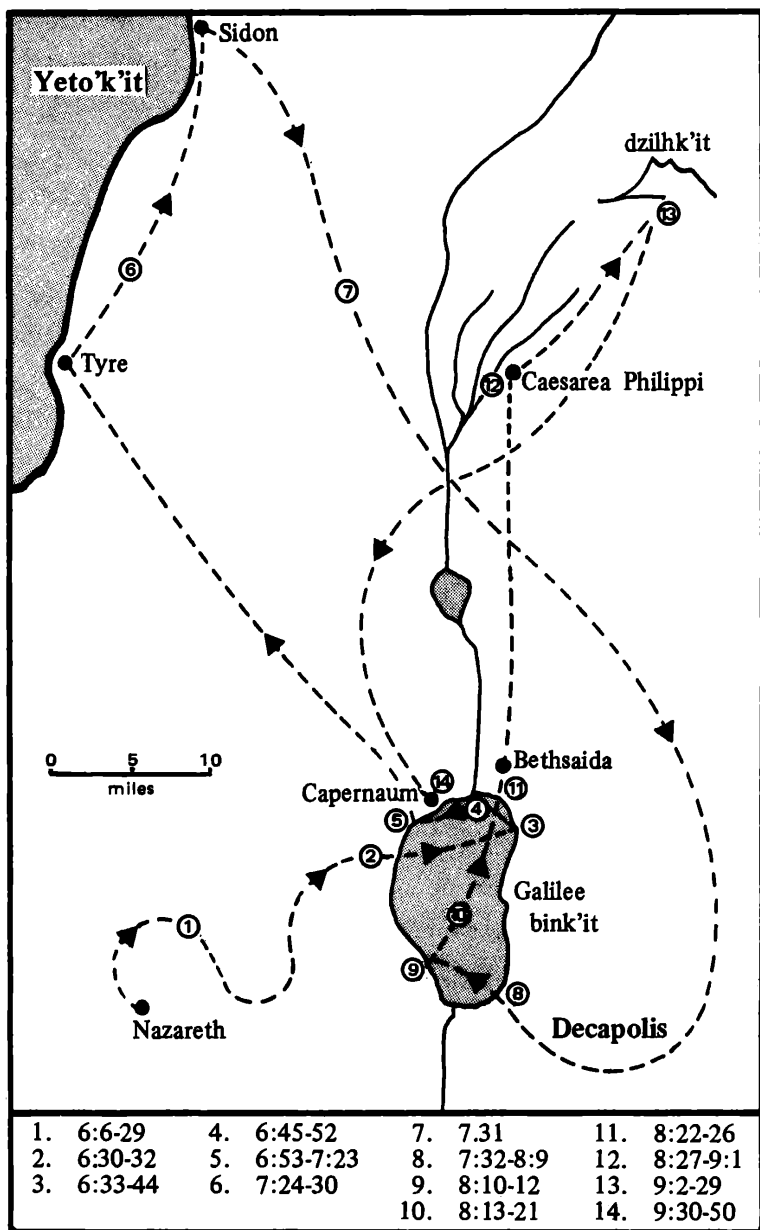 Sidon
Yeto'k'it
dzilhk'it
13
6
7
Tyre
12
Caesarea Philippi
0 5 10
miles
Bethsaida
Capernaum
14
11
5
4
3
2
Galilee
bink'it
1
10
9
8
Nazareth
Decapolis
1. 6:6-29 4. 6:45-52 7. 7.31 11. 8:22-26
2. 6:30-32 5. 6:53-7:23 8. 7:32-8:9 12. 8:27-9:1
3. 6:33-44 6. 7:24-30 9. 8:10-12 13. 9:2-29
10. 8:13-21 14. 9:30-50